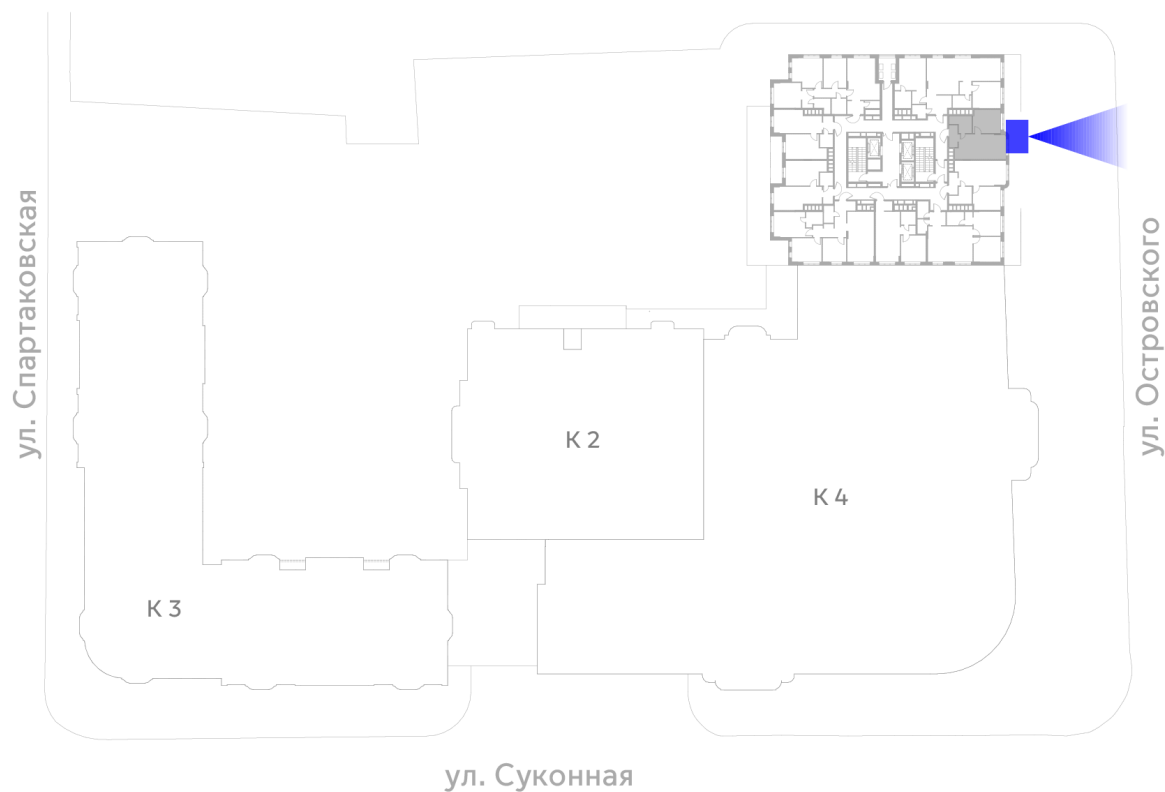 ул. Спартаковская
ул. Островского
К 2
К 4
К 3
ул. Суконная